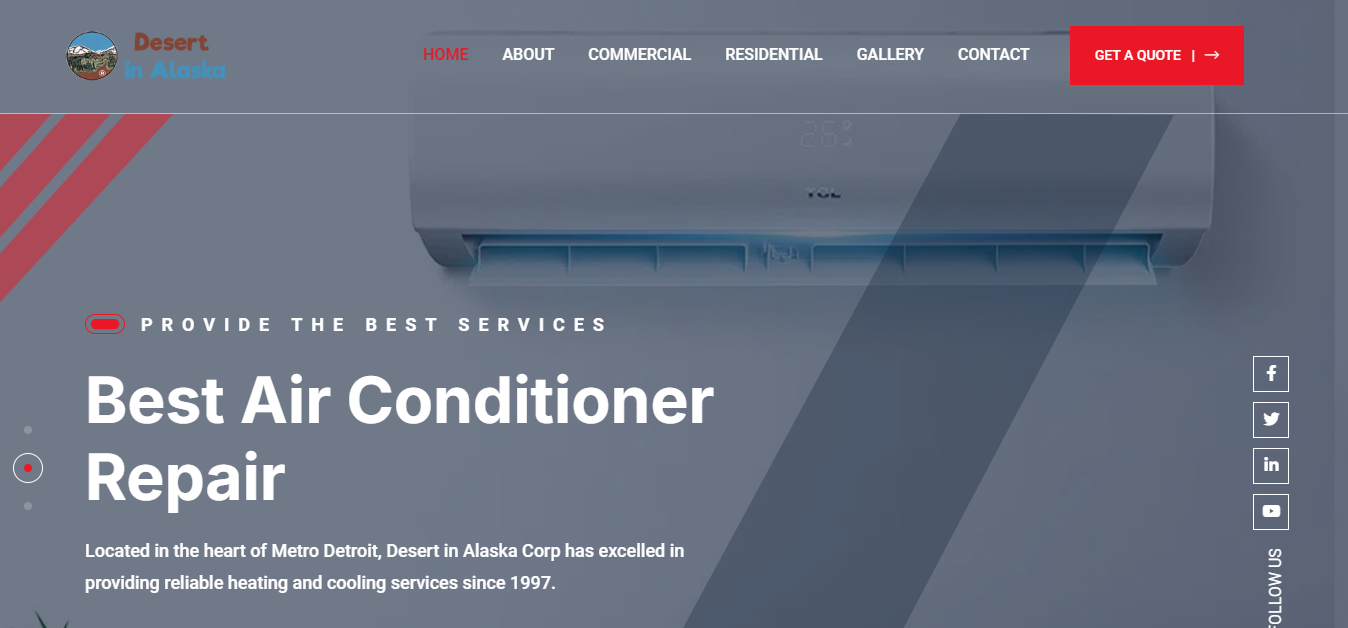 Desert
in Alaska
HOME ABOUT COMMERCIAL RESIDENTIAL GALLERY CONTACT GET A QUOTE | →
26
TCL
PROVIDE THE BEST SERVICES
Best Air Conditioner
Repair
Located in the heart of Metro Detroit, Desert in Alaska Corp has excelled in
providing reliable heating and cooling services since 1997.
FOLLOW US